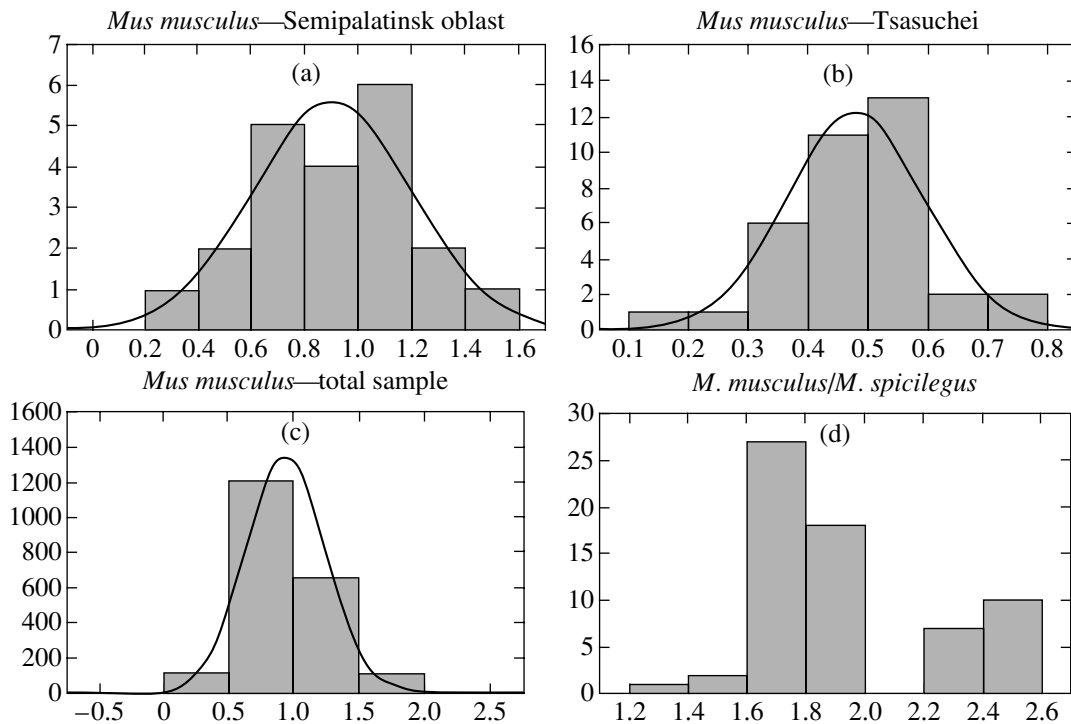 Mus musculus—Semipalatinsk oblast
(a)
7
6
5
4
3
2
1
0
0 0.2 0.4 0.6 0.8 1.0 1.2 1.4 1.6
Mus musculus—Tsasuchei
(b)
16
14
12
10
8
6
4
2
0
0.1 0.2 0.3 0.4 0.5 0.6 0.7 0.8
Mus musculus—total sample
(c)
1600
1400
1200
1000
800
600
400
200
0
−0.5 0 0.5 1.0 1.5 2.0 2.5
M. musculus/M. spicilegus
(d)
30
25
20
15
10
5
0
1.2 1.4 1.6 1.8 2.0 2.2 2.4 2.6